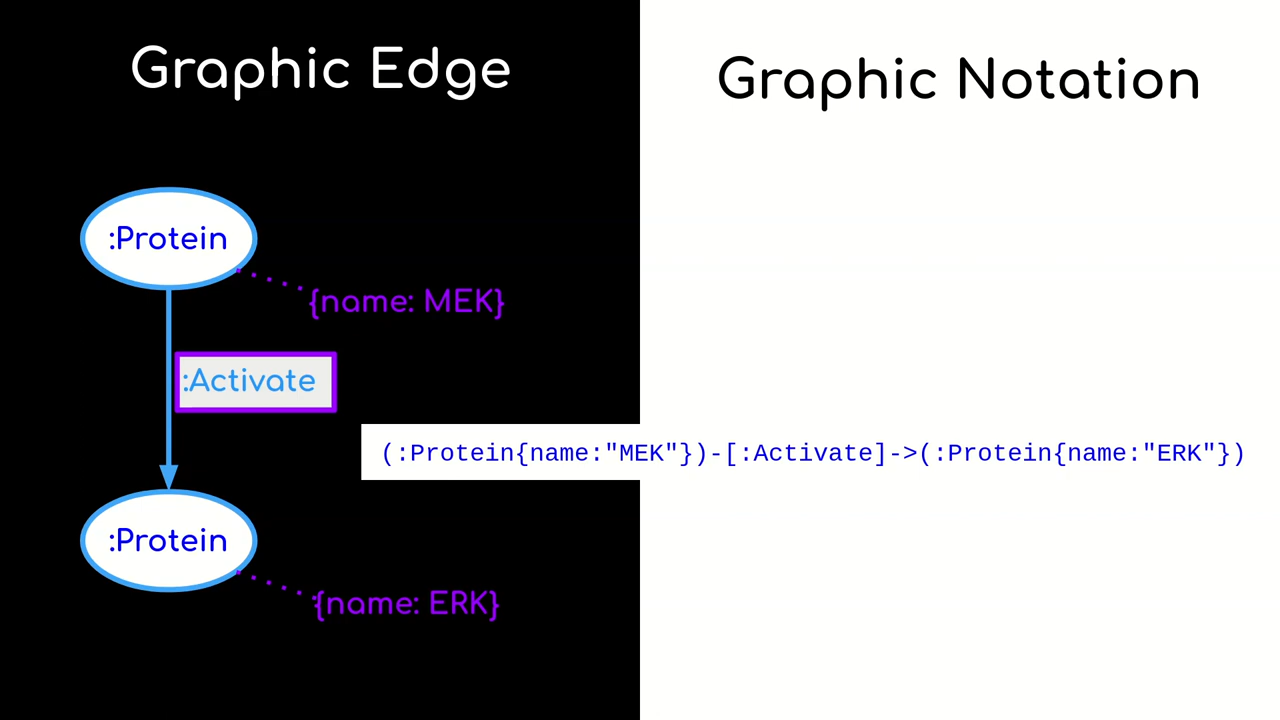 Graphic Edge
Graphic Notation
:Protein
{name: MEK}
:Activate
(:Protein{name:"MEK"})-[:Activate]->(:Protein{name:"ERK"})
:Protein
{name: ERK}